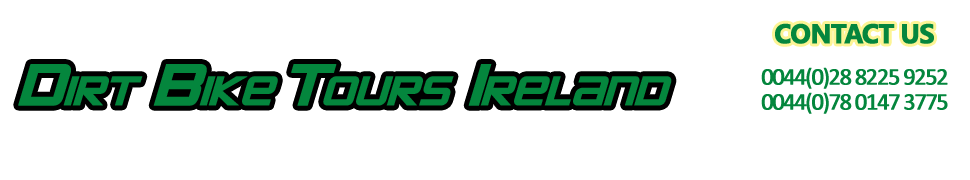 Dirt Bike Tours Ireland
CONTACT US
0044(0)28 8225 9252
0044(0)78 0147 3775